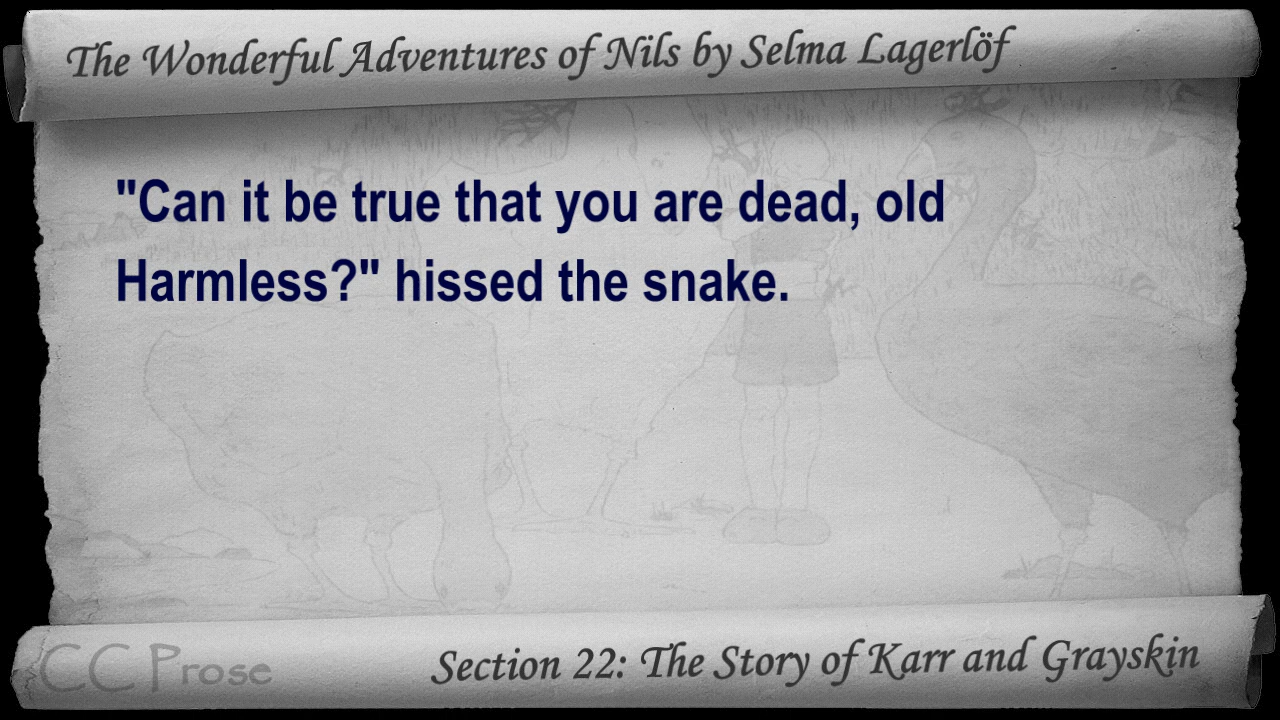 The Wonderful Adventures of Nils by Selma Lagerlöf
"Can it be true that you are dead, old
Harmless?" hissed the snake.
CC Prose
Section 22: The Story of Karr and Grayskin